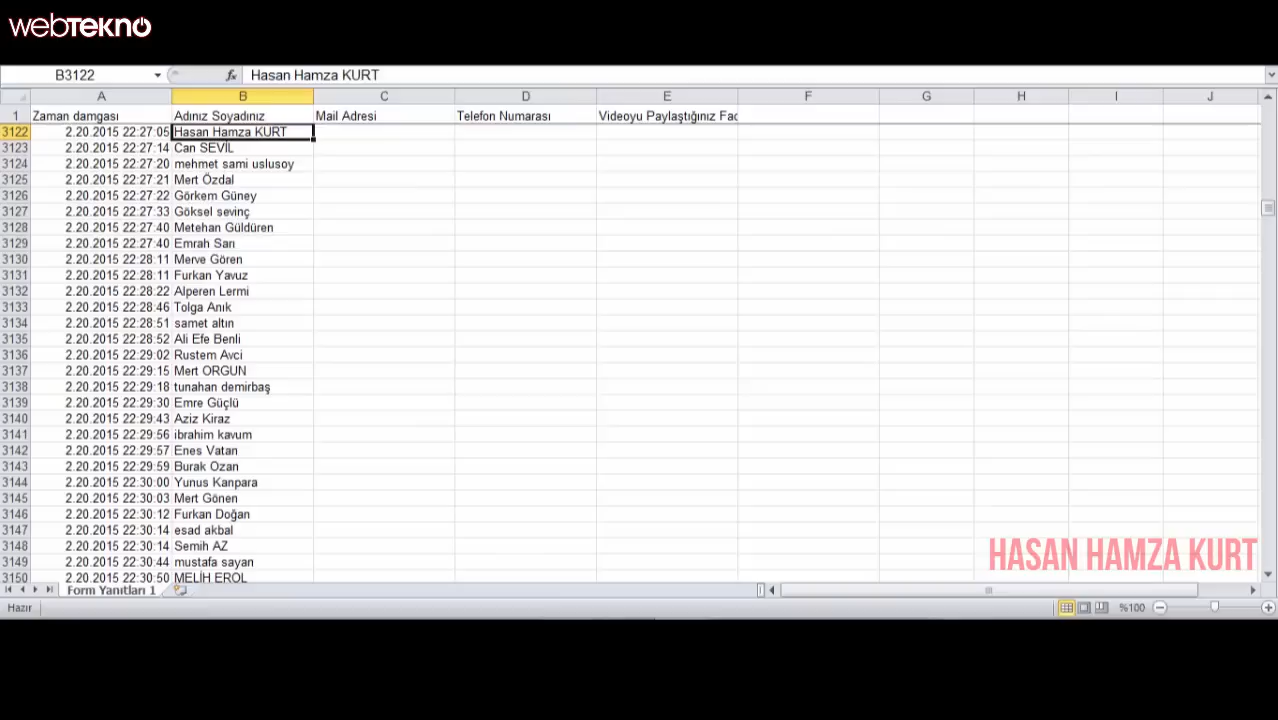 webTEKNO
B3122 fx Hasan Hamza KURT
A B C D E F G H I J
1 Zaman damgası Adınız Soyadınız Mail Adresi Telefon Numarası Videoyu Paylaştığınız Fac
3122 2.20.2015 22:27:05 Hasan Hamza KURT
3123 2.20.2015 22:27:14 Can SEVİL
3124 2.20.2015 22:27:20 mehmet sami uslusoy
3125 2.20.2015 22:27:21 Mert Özdal
3126 2.20.2015 22:27:22 Görkem Güney
3127 2.20.2015 22:27:33 Göksel sevinç
3128 2.20.2015 22:27:40 Metehan Güldüren
3129 2.20.2015 22:27:40 Emrah Sarı
3130 2.20.2015 22:28:11 Merve Gören
3131 2.20.2015 22:28:11 Furkan Yavuz
3132 2.20.2015 22:28:22 Alperen Lermi
3133 2.20.2015 22:28:46 Tolga Anık
3134 2.20.2015 22:28:51 samet altın
3135 2.20.2015 22:28:52 Ali Efe Benli
3136 2.20.2015 22:29:02 Rustem Avci
3137 2.20.2015 22:29:15 Mert ORGUN
3138 2.20.2015 22:29:18 tunahan demirbaş
3139 2.20.2015 22:29:30 Emre Güçlü
3140 2.20.2015 22:29:43 Aziz Kiraz
3141 2.20.2015 22:29:56 ibrahim kavum
3142 2.20.2015 22:29:57 Enes Vatan
3143 2.20.2015 22:29:59 Burak Ozan
3144 2.20.2015 22:30:00 Yunus Kanpara
3145 2.20.2015 22:30:03 Mert Gönen
3146 2.20.2015 22:30:12 Furkan Doğan
3147 2.20.2015 22:30:14 esad akbal
3148 2.20.2015 22:30:14 Semih AZ
3149 2.20.2015 22:30:44 mustafa sayan
3150 2.20.2015 22:30:50 MELİH EROL
HASAN HAMZA KURT
Form Yanıtları 1
Hazır %100